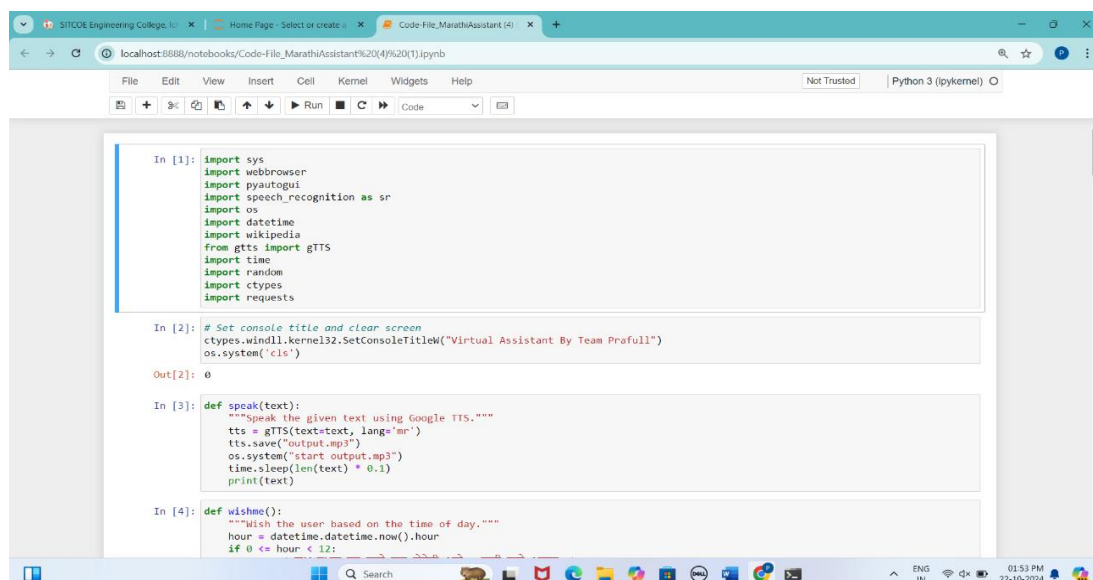 SITCOE Engineering College, Ic
Home Page - Select or create a
Code-File_MarathiAssistant (4)
localhost:8888/notebooks/Code-File_MarathiAssistant%20(4)%20(1).ipynb
P
File Edit View Insert Cell Kernel Widgets Help
Not Trusted
Python 3 (ipykernel)
Run
Code
In [1]: import sys
import webbrowser
import pyautogui
import speech_recognition as sr
import os
import datetime
import wikipedia
from gtts import gTTS
import time
import random
import ctypes
import requests
In [2]: # Set console title and clear screen
ctypes.windll.kernel32.SetConsoleTitleW("Virtual Assistant By Team Prafull")
os.system('cls')
Out[2]: 0
In [3]: def speak(text):
"""Speak the given text using Google TTS."""
tts = gTTS(text=text, lang='mr')
tts.save("output.mp3")
os.system("start output.mp3")
time.sleep(len(text) * 0.1)
print(text)
In [4]: def wishme():
"""Wish the user based on the time of day."""
hour = datetime.datetime.now().hour
if 0 <= hour < 12:
Search
DELL
ENG
IN
01:53 PM
22-10-2024